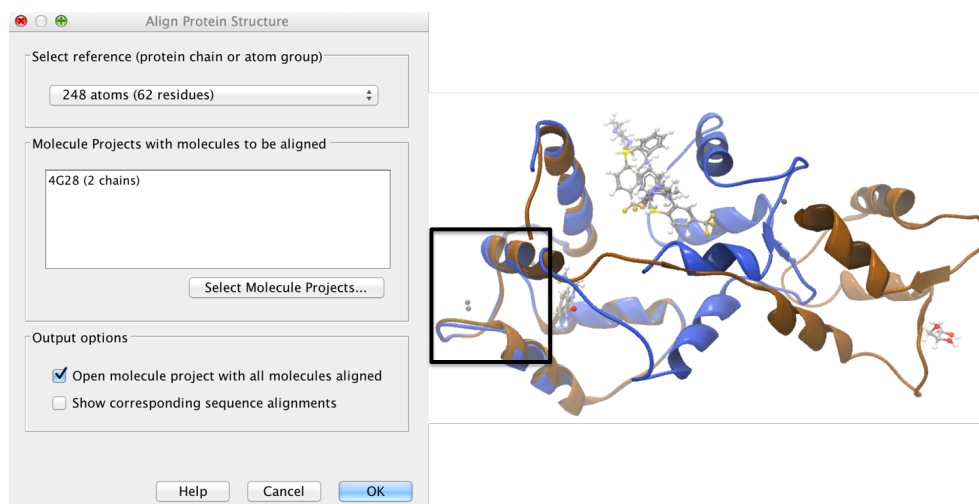 Align Protein Structure
Select reference (protein chain or atom group)
248 atoms (62 residues)
Molecule Projects with molecules to be aligned
4G28 (2 chains)
Select Molecule Projects...
Output options
Open molecule project with all molecules aligned
Show corresponding sequence alignments
Help
Cancel
OK